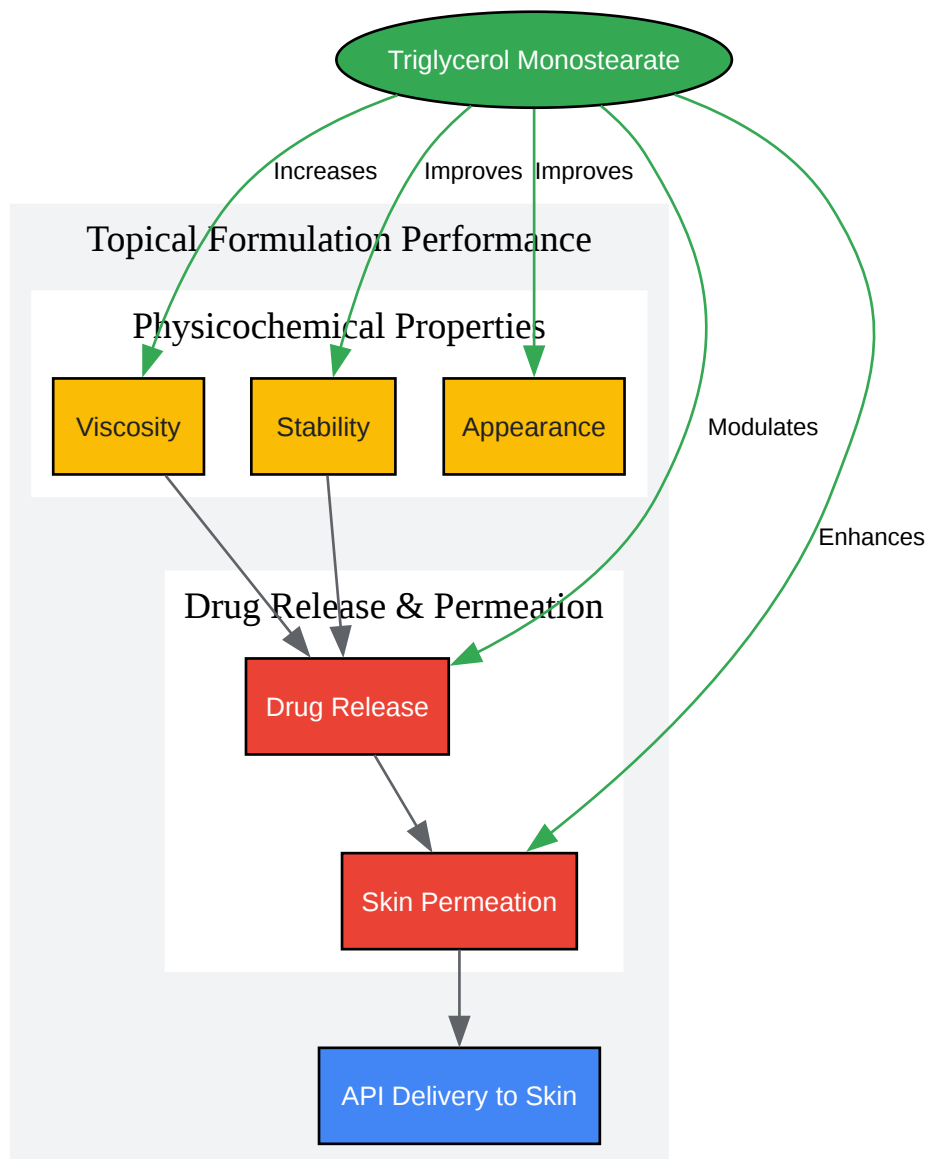 Triglycerol Monostearate
Increases
Improves
Improves
Topical Formulation Performance
Physicochemical Properties
Viscosity
Stability
Appearance
Modulates
Enhances
Drug Release & Permeation
Drug Release
Skin Permeation
API Delivery to Skin